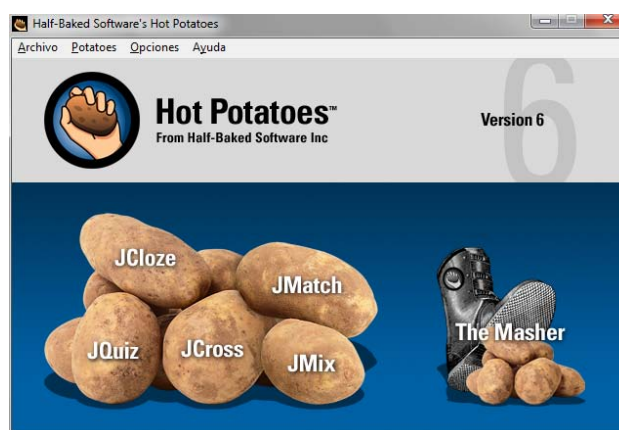 Half-Baked Software's Hot Potatoes
Archivo Potatoes Opciones Ayuda
Hot Potatoes™
From Half-Baked Software Inc
Version 6
6
JCloze
JMatch
JQuiz
JCross
JMix
The Masher